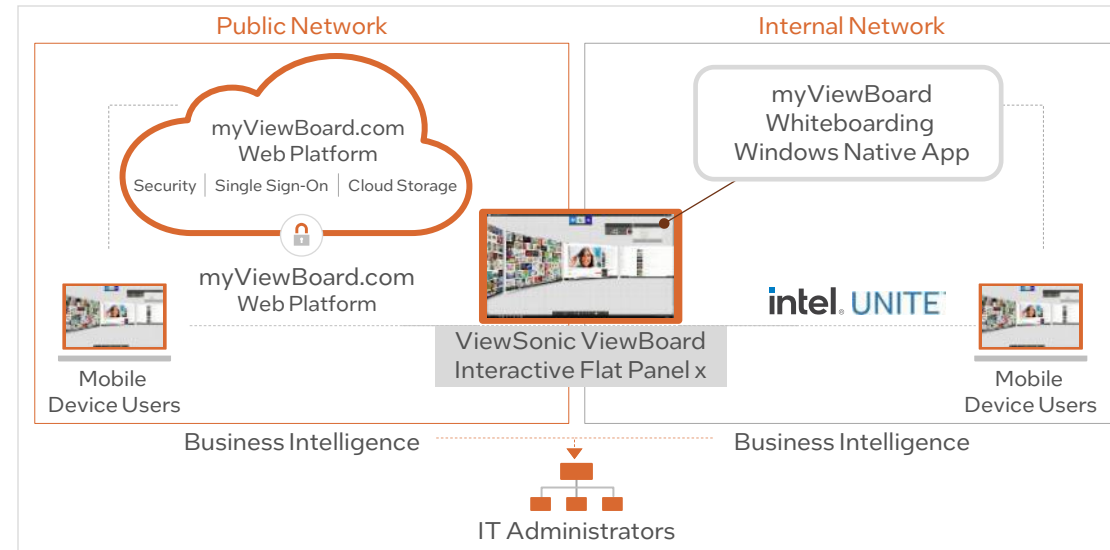 Public Network
Internal Network
myViewBoard.com
Web Platform
Security | Single Sign-On | Cloud Storage
myViewBoard
Whiteboarding
Windows Native App
myViewBoard.com
Web Platform
intel. UNITE
ViewSonic ViewBoard
Interactive Flat Panel x
Mobile
Device Users
Mobile
Device Users
Business Intelligence
Business Intelligence
IT Administrators